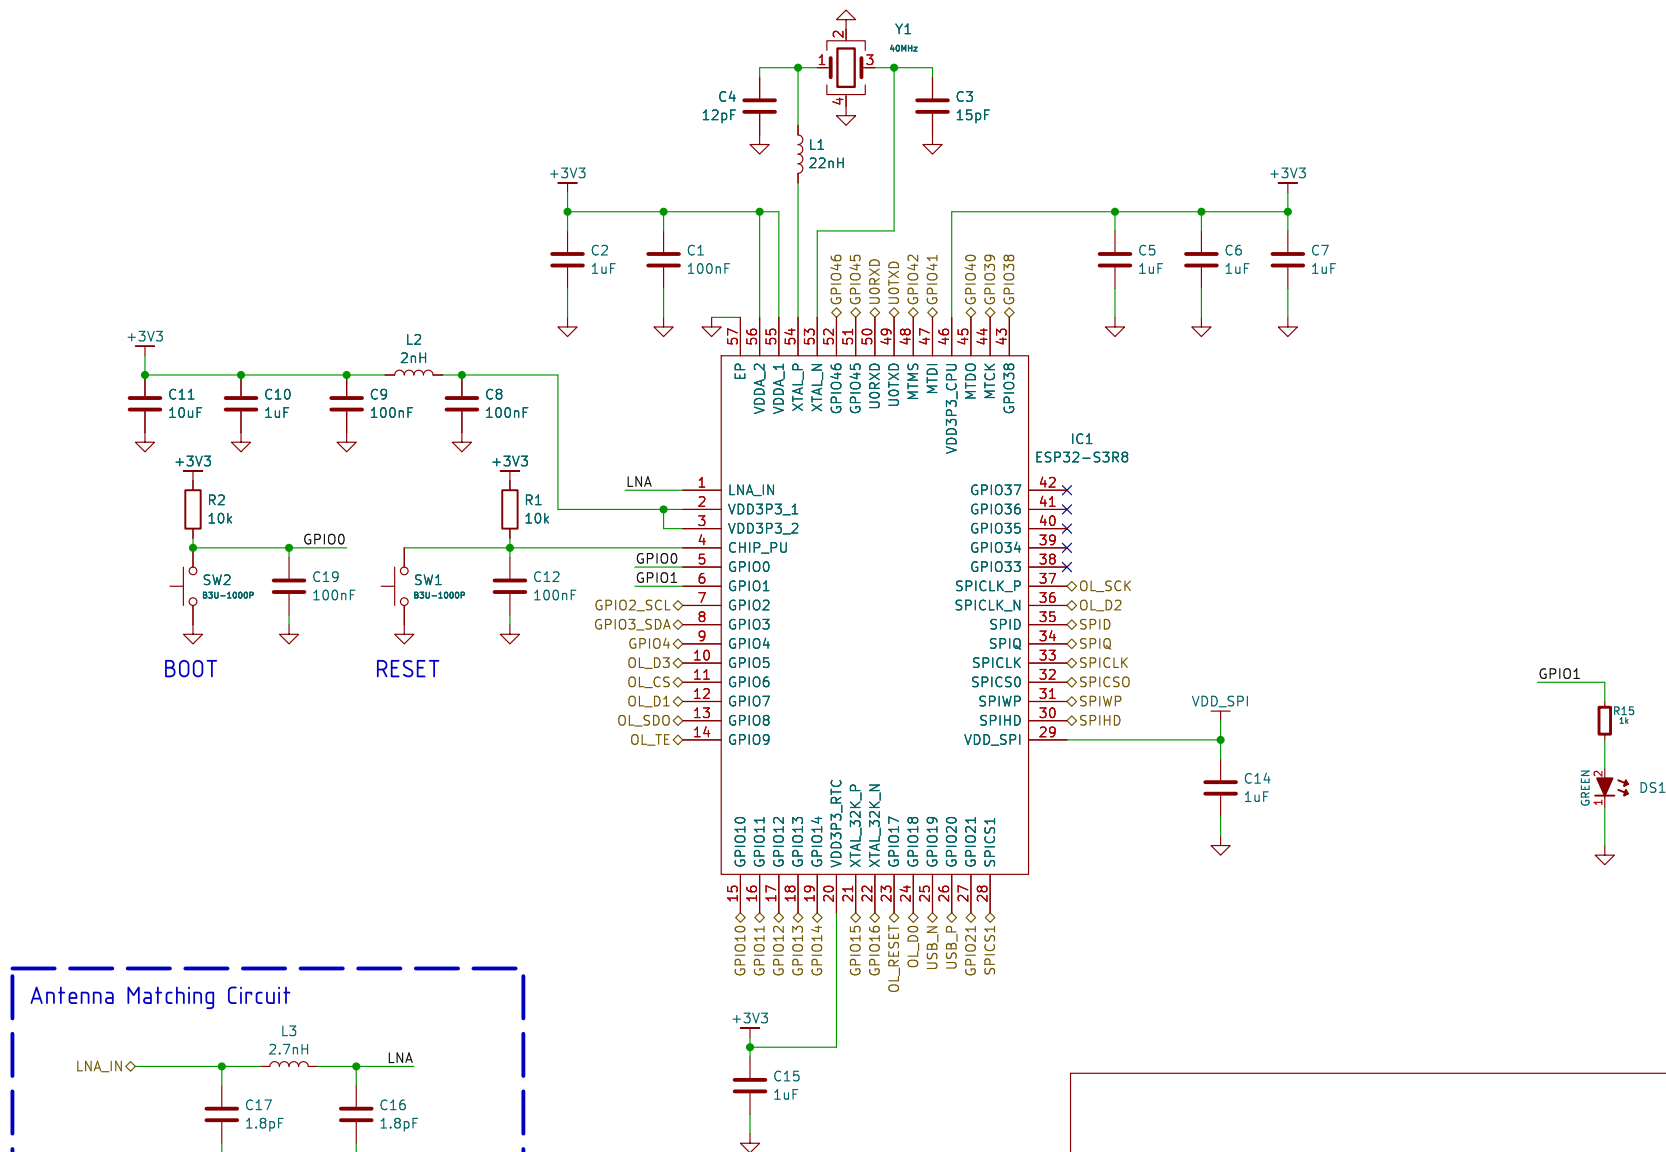 Y1
40MHz
2
1
3
4
C4
12pF
C3
15pF
L1
22nH
+3V3
+3V3
C2
1uF
C1
100nF
C5
1uF
C6
1uF
C7
1uF
GPIO46
GPIO45
U0RXD
U0TXD
GPIO42
GPIO41
GPIO40
GPIO39
GPIO38
57
56
55
54
53
52
51
50
49
48
47
46
45
44
43
EP
VDDA_2
VDDA_1
XTAL_P
XTAL_N
GPIO46
GPIO45
U0RXD
U0TXD
MTMS
MTDI
VDD3P3_CPU
MTDO
MTCK
GPIO38
+3V3
L2
2nH
C11
10uF
C10
1uF
C9
100nF
C8
100nF
IC1
ESP32-S3R8
+3V3
R2
10k
+3V3
R1
10k
GPIO0
SW2
B3U-1000P
C19
100nF
SW1
B3U-1000P
C12
100nF
BOOT
RESET
LNA 1 LNA_IN
2 VDD3P3_1
3 VDD3P3_2
4 CHIP_PU
GPIO0 5 GPIO0
GPIO1 6 GPIO1
GPIO2_SCL 7 GPIO2
GPIO3_SDA 8 GPIO3
GPIO4 9 GPIO4
OL_D3 10 GPIO5
OL_CS 11 GPIO6
OL_D1 12 GPIO7
OL_SDO 13 GPIO8
OL_TE 14 GPIO9
GPIO37 42
GPIO36 41
GPIO35 40
GPIO34 39
GPIO33 38
SPICLK_P 37 OL_SCK
SPICLK_N 36 OL_D2
SPID 35 SPID
SPIQ 34 SPIQ
SPICLK 33 SPICLK
SPICS0 32 SPICSO
SPIWP 31 SPIWP
SPIHD 30 SPIHD
VDD_SPI 29
VDD_SPI
C14
1uF
GPIO1
R15
1k
GREEN
2
1
DS1
GPIO10
GPIO11
GPIO12
GPIO13
GPIO14
VDD3P3_RTC
XTAL_32K_P
XTAL_32K_N
GPIO17
GPIO18
GPIO19
GPIO20
GPIO21
SPICS1
15
16
17
18
19
20
21
22
23
24
25
26
27
28
GPIO10
GPIO11
GPIO12
GPIO13
GPIO14
GPIO15
GPIO16
OL_RESET
OL_D0
USB_N
USB_P
GPIO21
SPICS1
+3V3
C15
1uF
Antenna Matching Circuit
L3
2.7nH
LNA_IN
LNA
C17
1.8pF
C16
1.8pF